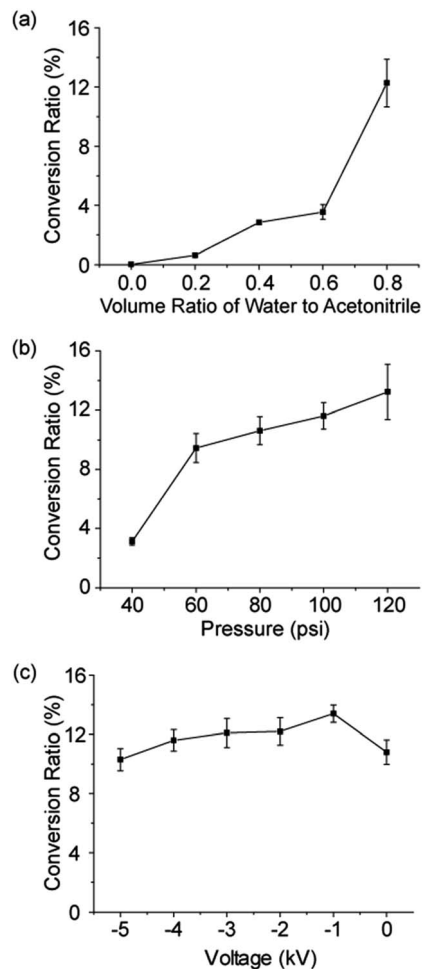 (a)
Conversion Ratio (%)
16
12
8
4
0
0.0 0.2 0.4 0.6 0.8
Volume Ratio of Water to Acetonitrile
(b)
Conversion Ratio (%)
16
12
8
4
0
40 60 80 100 120
Pressure (psi)
(c)
Conversion Ratio (%)
16
12
8
4
0
-5 -4 -3 -2 -1 0
Voltage (kV)